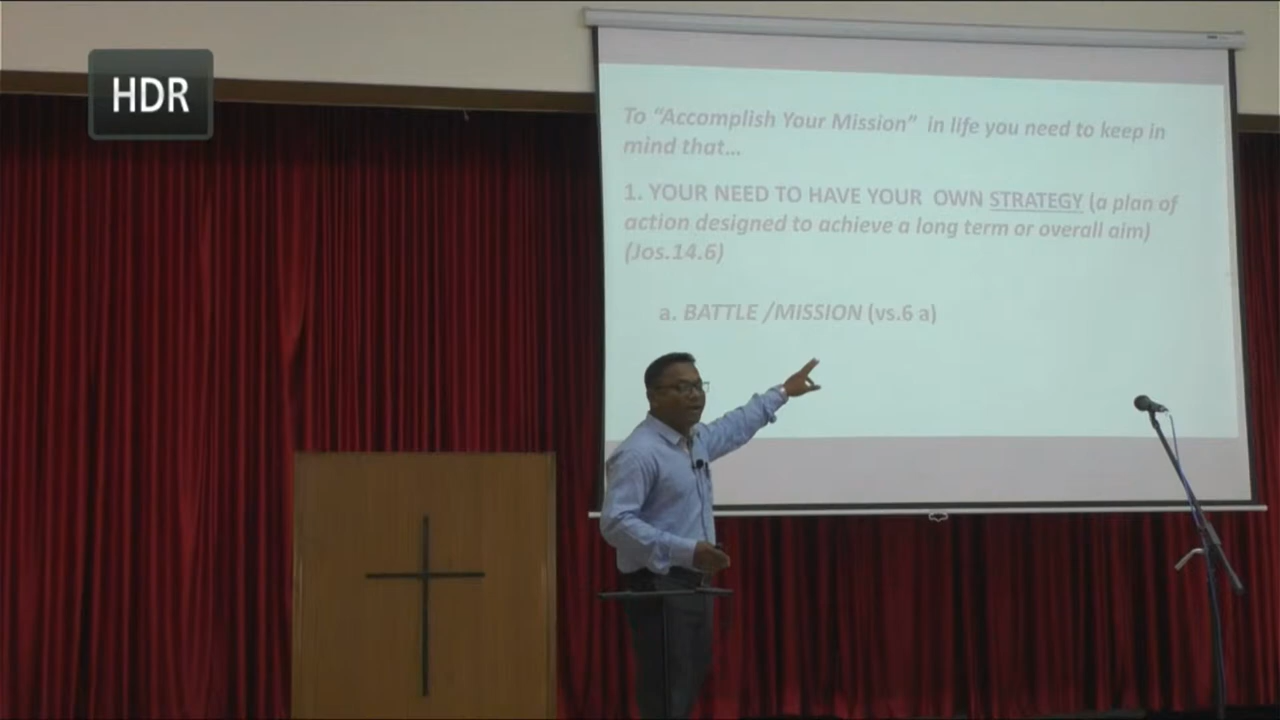 HDR
To “Accomplish Your Mission” in life you need to keep in
mind that...
1. YOUR NEED TO HAVE YOUR OWN STRATEGY (a plan of
action designed to achieve a long term or overall aim)
(Jos.14.6)
a. BATTLE /MISSION (vs.6 a)